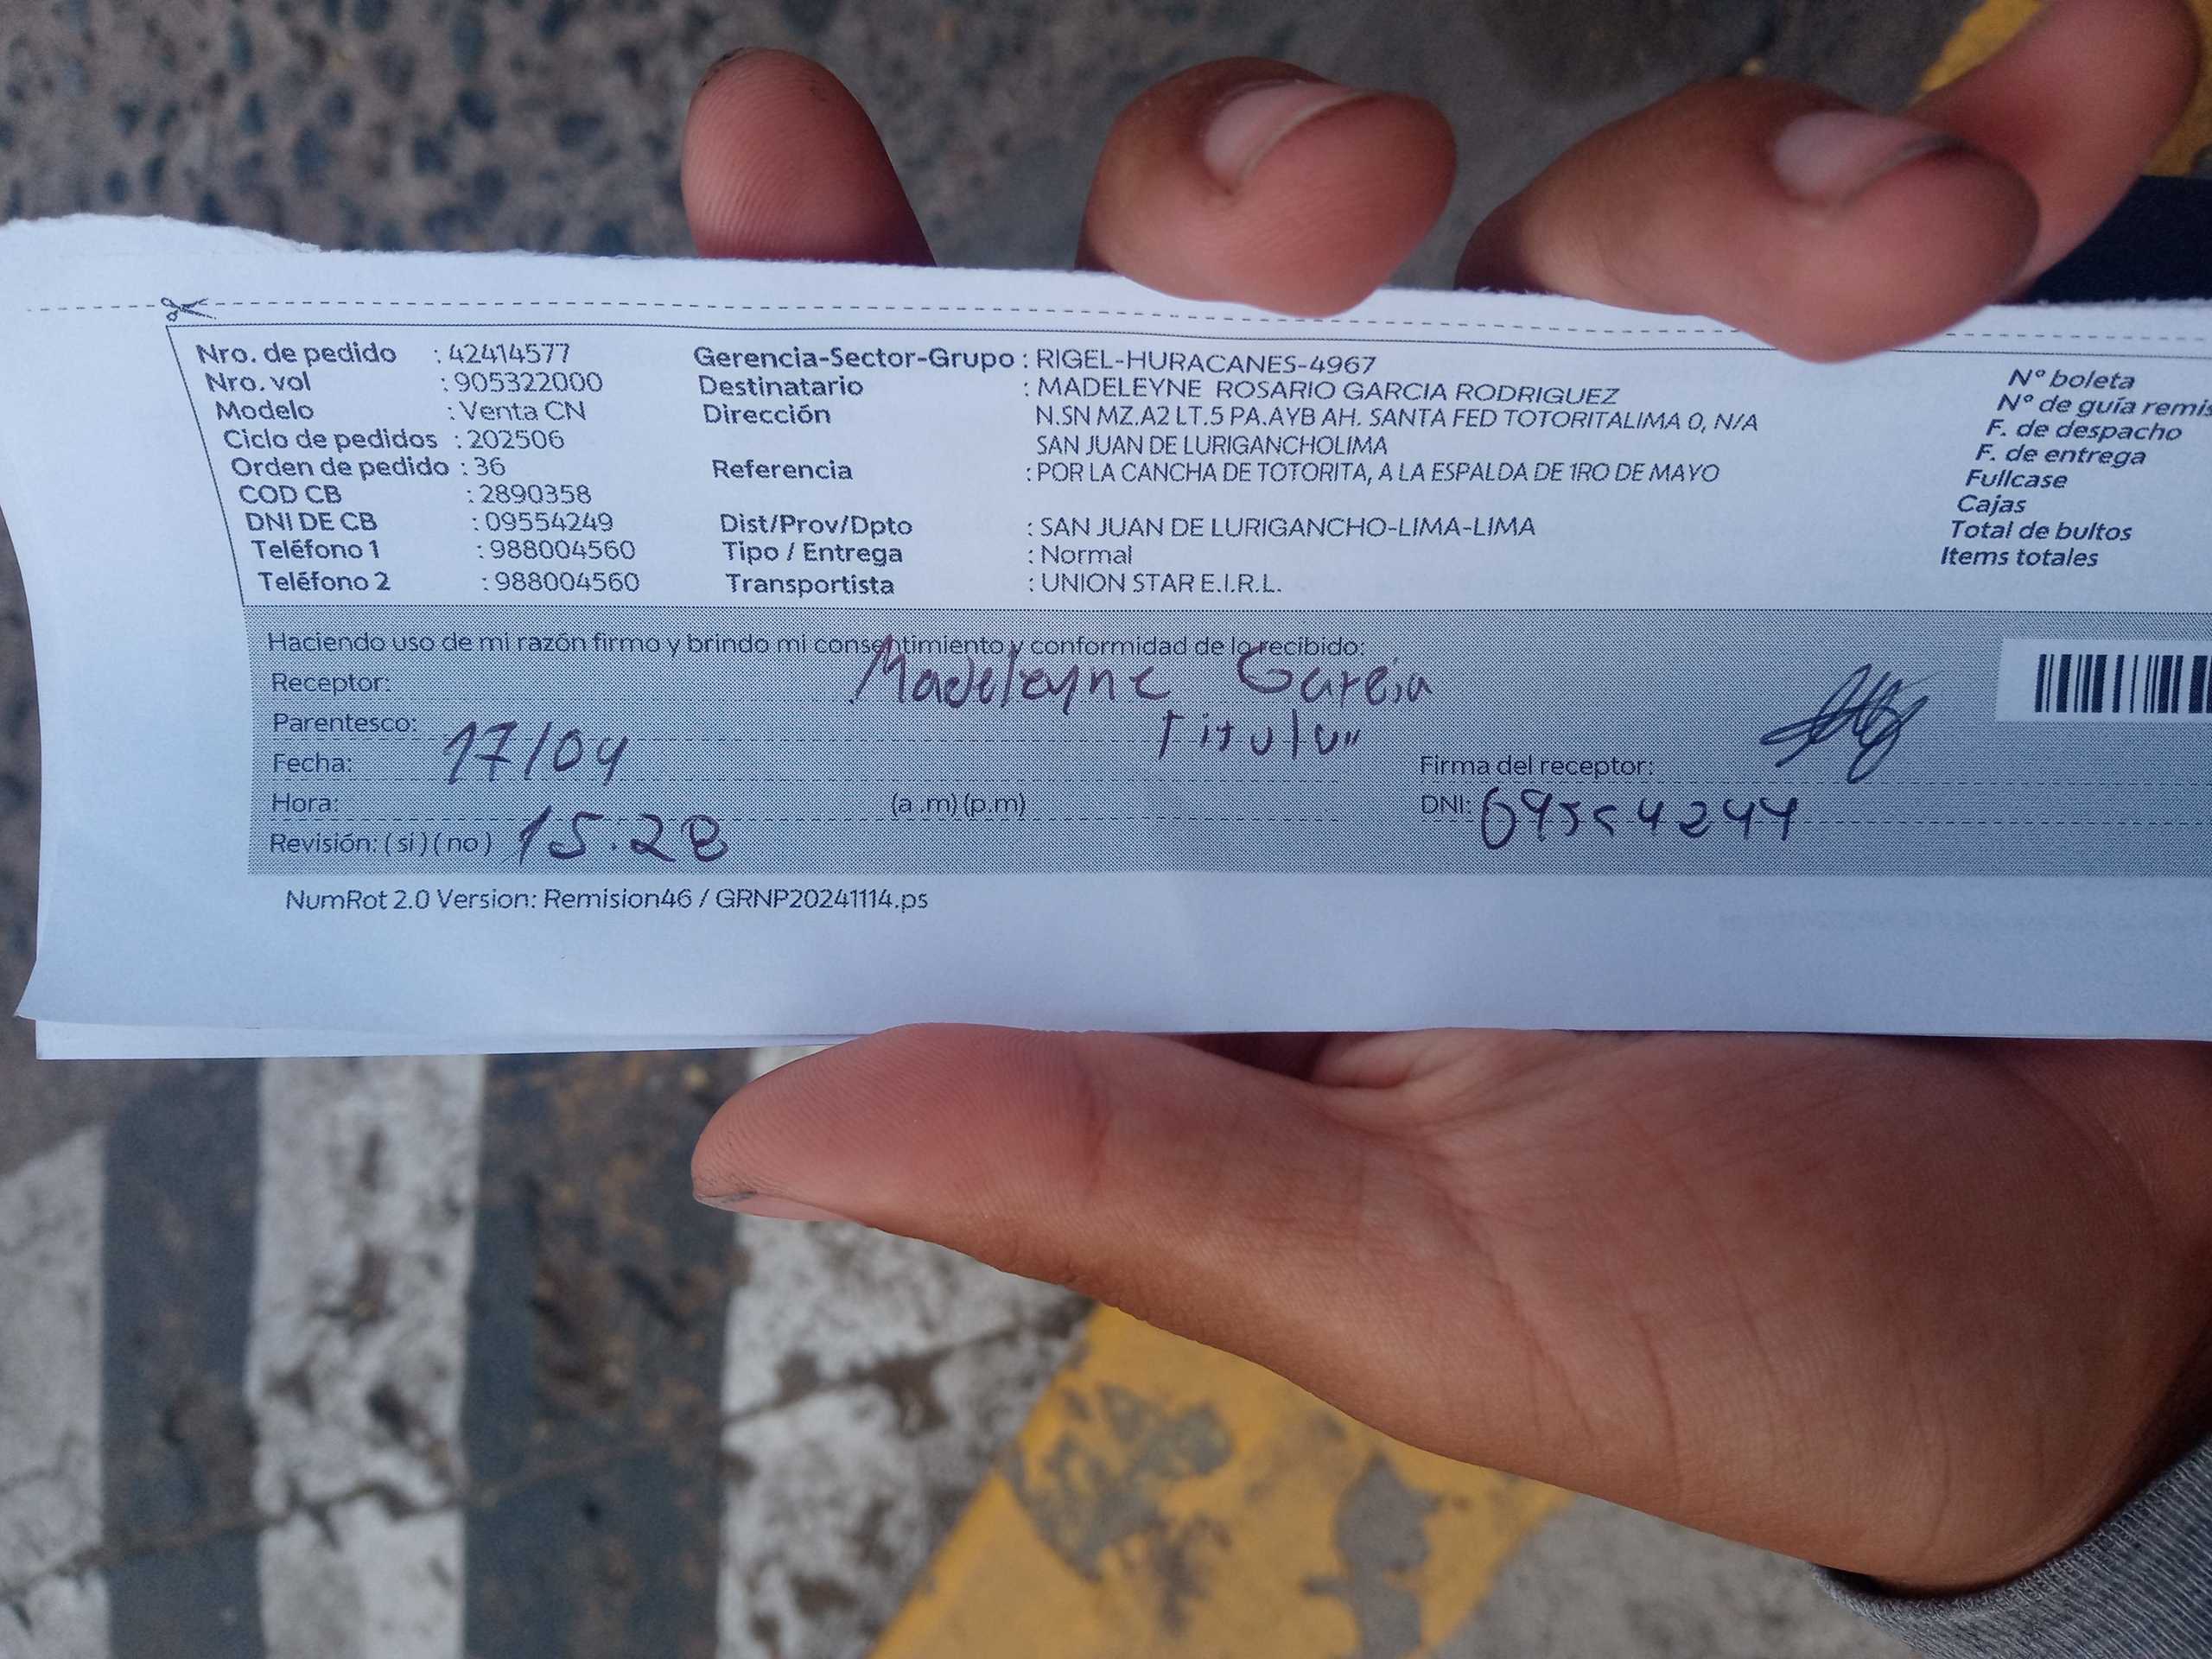 Nro. de pedido : 42414577
Nro. vol : 905322000
Modelo : Venta CN
Ciclo de pedidos : 202506
Orden de pedido : 36
COD CB : 2890358
DNI DE CB : 09554249
Teléfono 1 : 988004560
Teléfono 2 : 988004560
Gerencia-Sector-Grupo : RIGEL-HURACANES-4967
Destinatario : MADELEYNE ROSARIO GARCIA RODRIGUEZ
Dirección N.SN MZ.A2 LT.5 PA.AYB AH. SANTA FED TOTORITALIMA 0, N/A
SAN JUAN DE LURIGANCHOLIMA
Referencia : POR LA CANCHA DE TOTORITA, A LA ESPALDA DE 1RO DE MAYO
Dist/Prov/Dpto : SAN JUAN DE LURIGANCHO-LIMA-LIMA
Tipo / Entrega : Normal
Transportista : UNION STAR E.I.R.L.
N° boleta
N° de guía remis
F. de despacho
F. de entrega
Fullcase
Cajas
Total de bultos
Items totales
Haciendo uso de mi razón firmo y brindo mi consentimiento y conformidad de lo recibido:
Receptor: Madeleyne Garcia
Parentesco: Titular
Fecha: 17/04
Hora: 15:28 (a .m) (p.m)
Revisión: ( si ) ( no )
Firma del receptor:
DNI: 09554249
NumRot 2.0 Version: Remision46 / GRNP20241114.ps